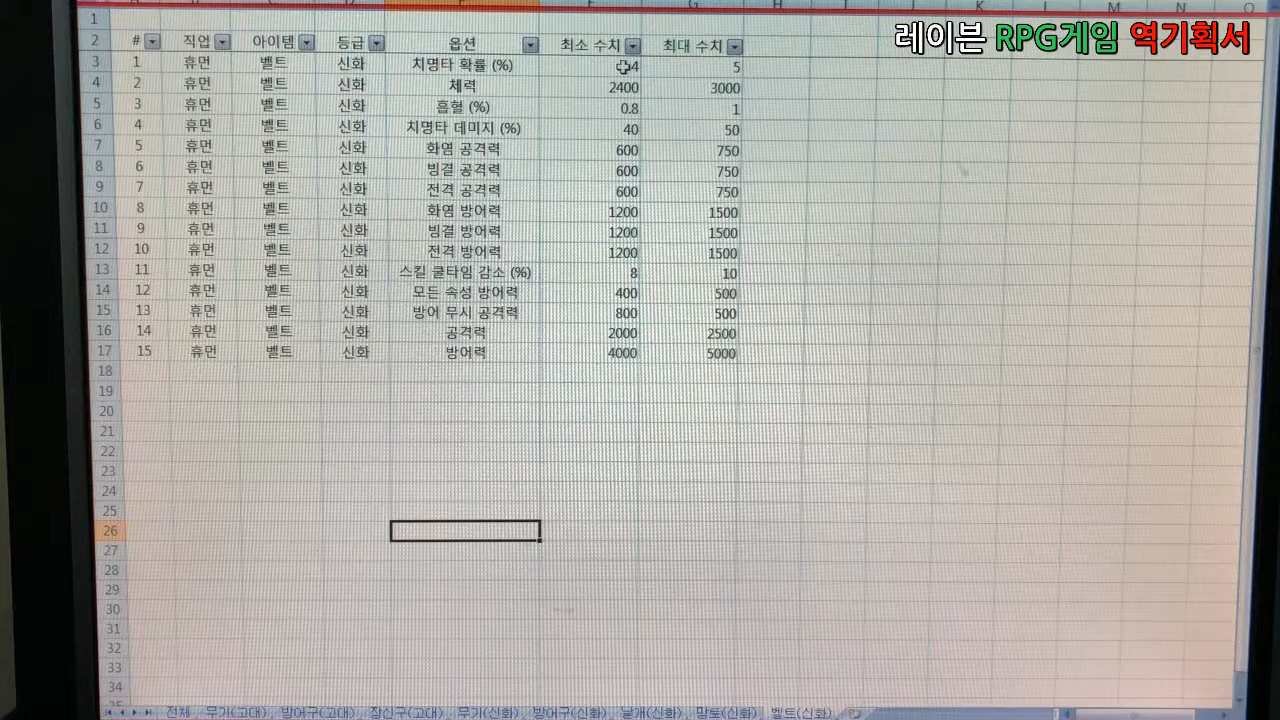 레이븐 RPG게임 역기획서
# 직업 아이템 등급 옵션 최소 수치 최대 수치
1 휴먼 벨트 신화 치명타 확률 (%) 4 5
2 휴먼 벨트 신화 체력 2400 3000
3 휴먼 벨트 신화 흡혈 (%) 0.8 1
4 휴먼 벨트 신화 치명타 데미지 (%) 40 50
5 휴먼 벨트 신화 화염 공격력 600 750
6 휴먼 벨트 신화 빙결 공격력 600 750
7 휴먼 벨트 신화 전격 공격력 600 750
8 휴먼 벨트 신화 화염 방어력 1200 1500
9 휴먼 벨트 신화 빙결 방어력 1200 1500
10 휴먼 벨트 신화 전격 방어력 1200 1500
11 휴먼 벨트 신화 스킬 쿨타임 감소 (%) 8 10
12 휴먼 벨트 신화 모든 속성 방어력 400 500
13 휴먼 벨트 신화 방어 무시 공격력 800 500
14 휴먼 벨트 신화 공격력 2000 2500
15 휴먼 벨트 신화 방어력 4000 5000
전체 무기(고대) 방어구(고대) 장신구(고대) 무기(신화) 방어구(신화) 날개(신화) 망토(신화) 벨트(신화)